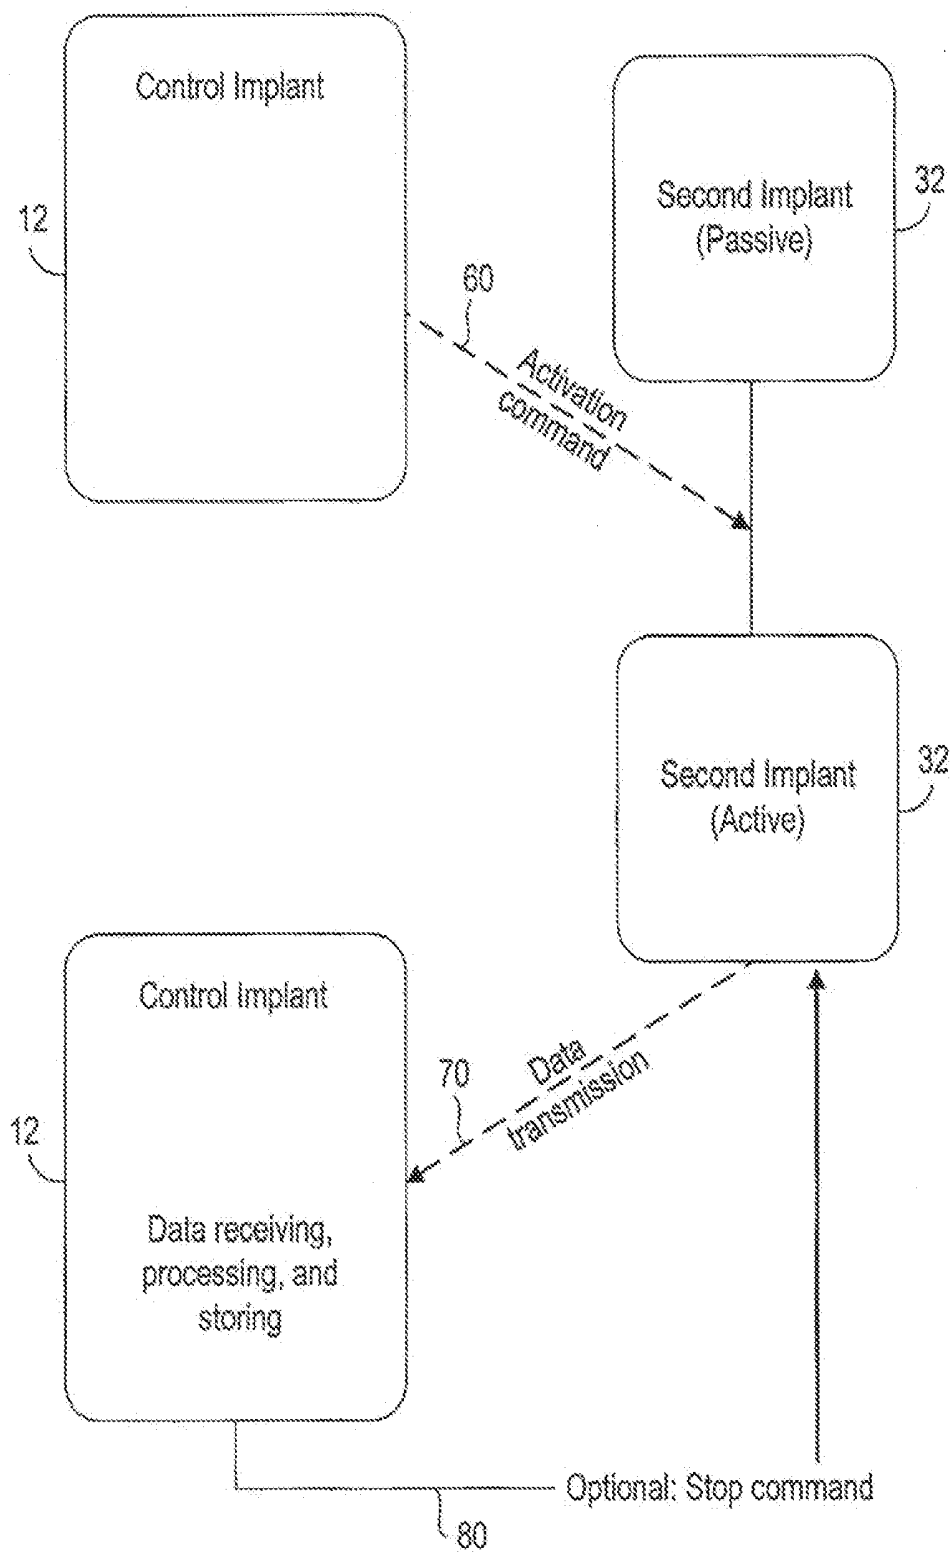 Control Implant
12
Second Implant
(Passive)
32
60
Activation
command
Second Implant
(Active)
32
Control Implant
12
70
Data
transmission
Data receiving,
processing, and
storing
Optional: Stop command
80